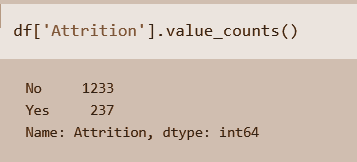 df['Attrition'].value_counts()
No 1233
Yes 237
Name: Attrition, dtype: int64